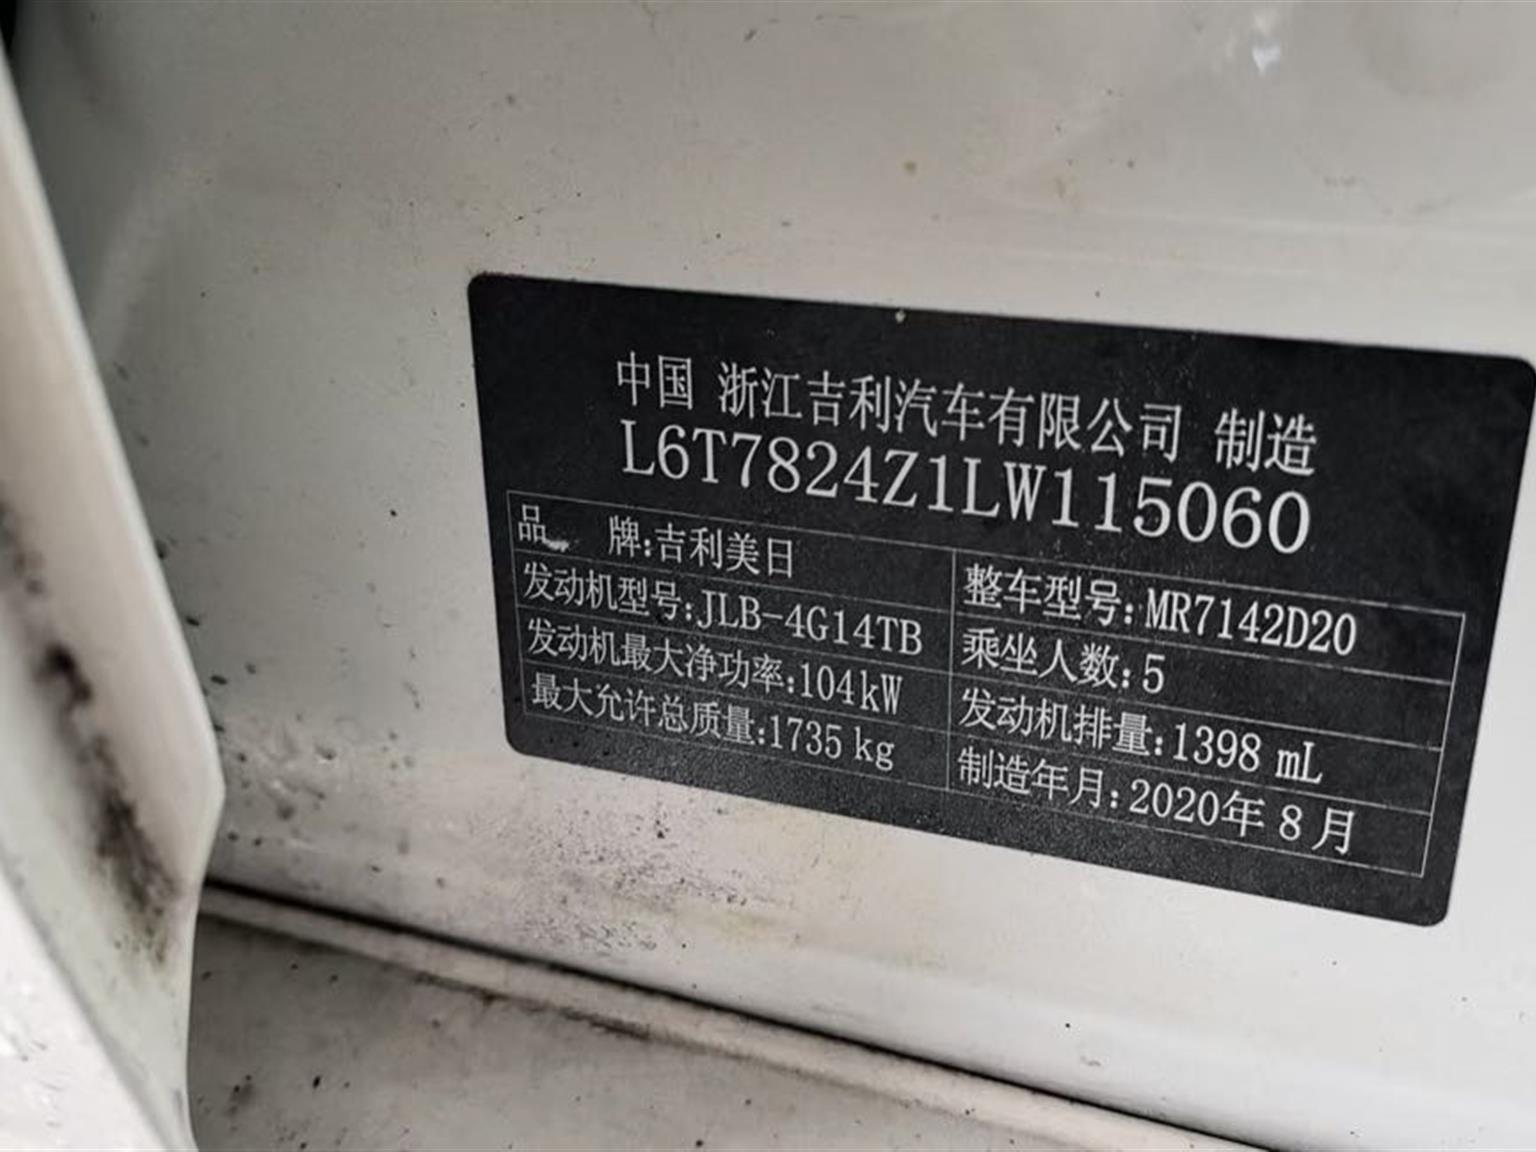 中国 浙江吉利汽车有限公司 制造
L6T7824Z1LW115060
品 牌:吉利美日
整车型号:MR7142D20
发动机型号:JLB-4G14TB
乘坐人数:5
发动机最大净功率:104kW
发动机排量:1398 mL
最大允许总质量:1735 kg
制造年月:2020年8月